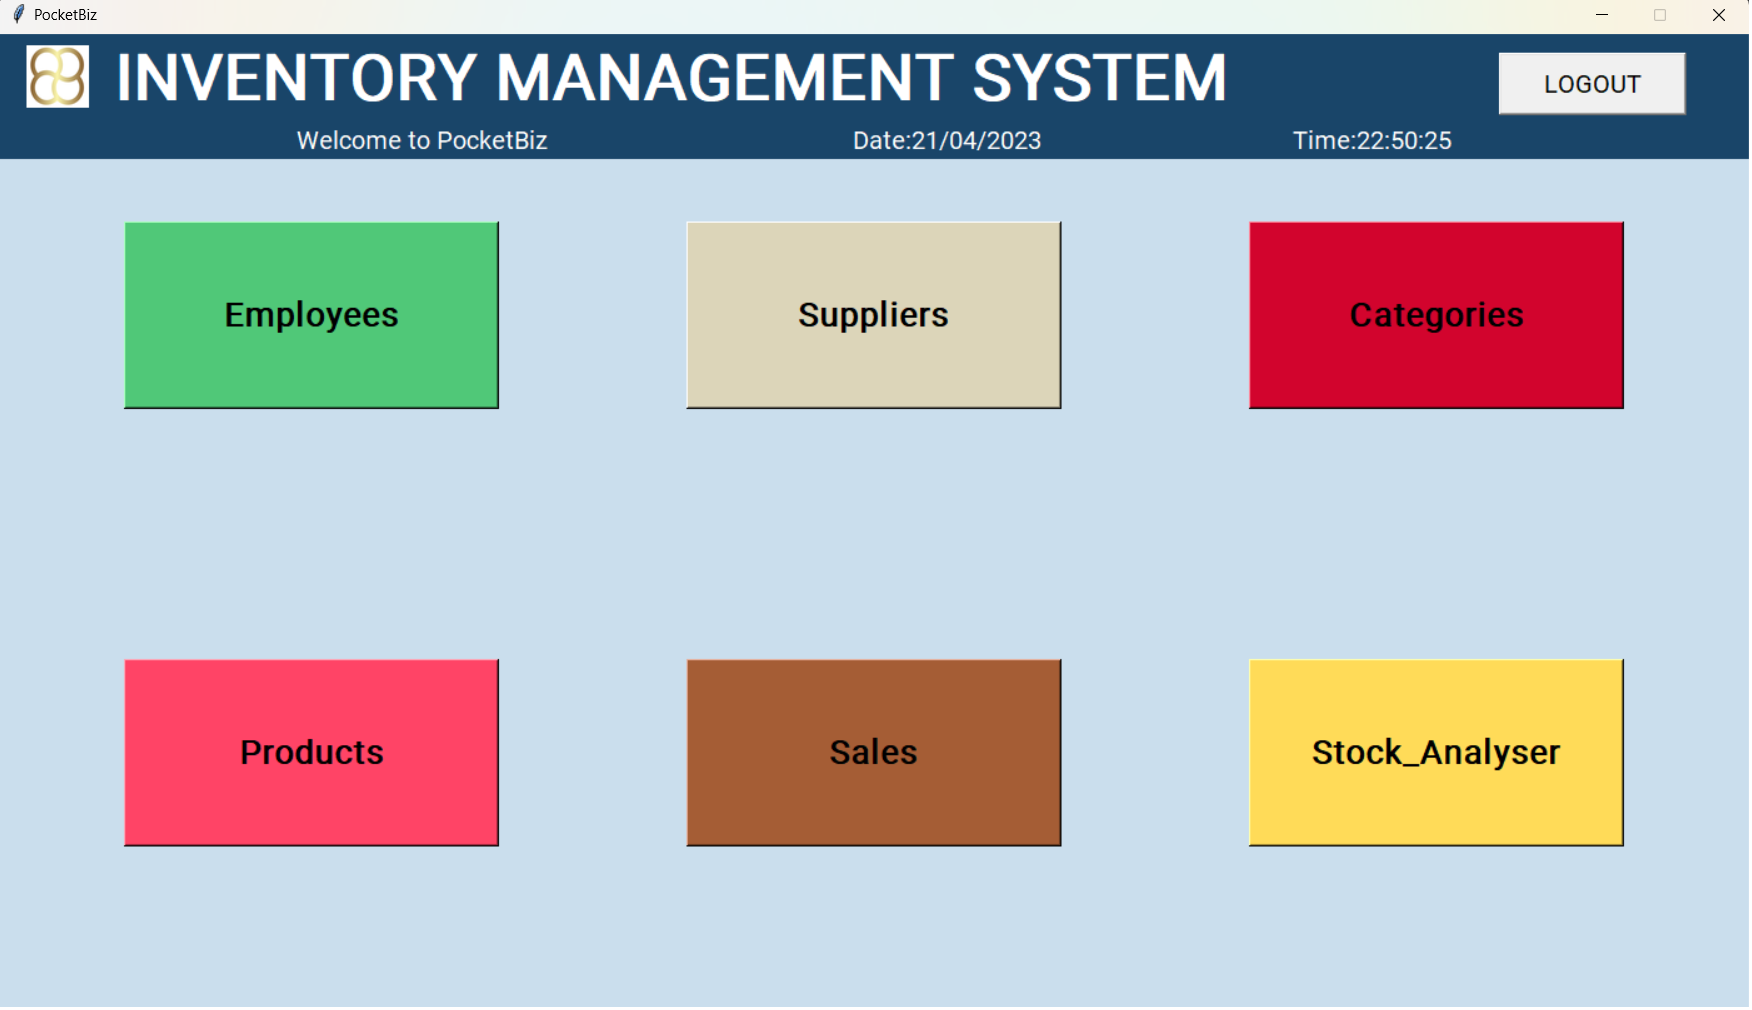 PocketBiz
INVENTORY MANAGEMENT SYSTEM
LOGOUT
Welcome to PocketBiz
Date:21/04/2023
Time:22:50:25
Employees
Suppliers
Categories
Products
Sales
Stock_Analyser